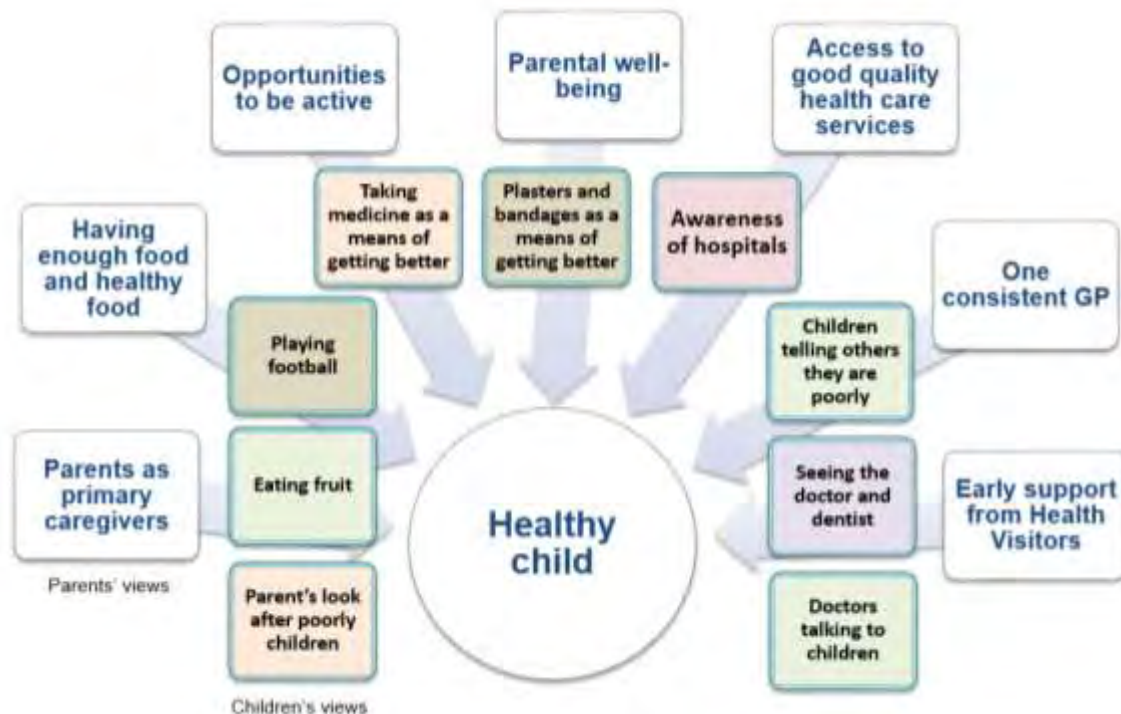 Opportunities
to be active
Parental well-
being
Access to
good quality
health care
services
Having
enough food
and healthy
food
Taking
medicine as a
means of
getting better
Plasters and
bandages as a
means of
getting better
Awareness
of hospitals
One
consistent GP
Playing
football
Children
telling others
they are
poorly
Parents as
primary
caregivers
Eating fruit
Healthy
child
Seeing the
doctor and
dentist
Early support
from Health
Visitors
Parents' views
Parent's look
after poorly
children
Doctors
talking to
children
Children's views